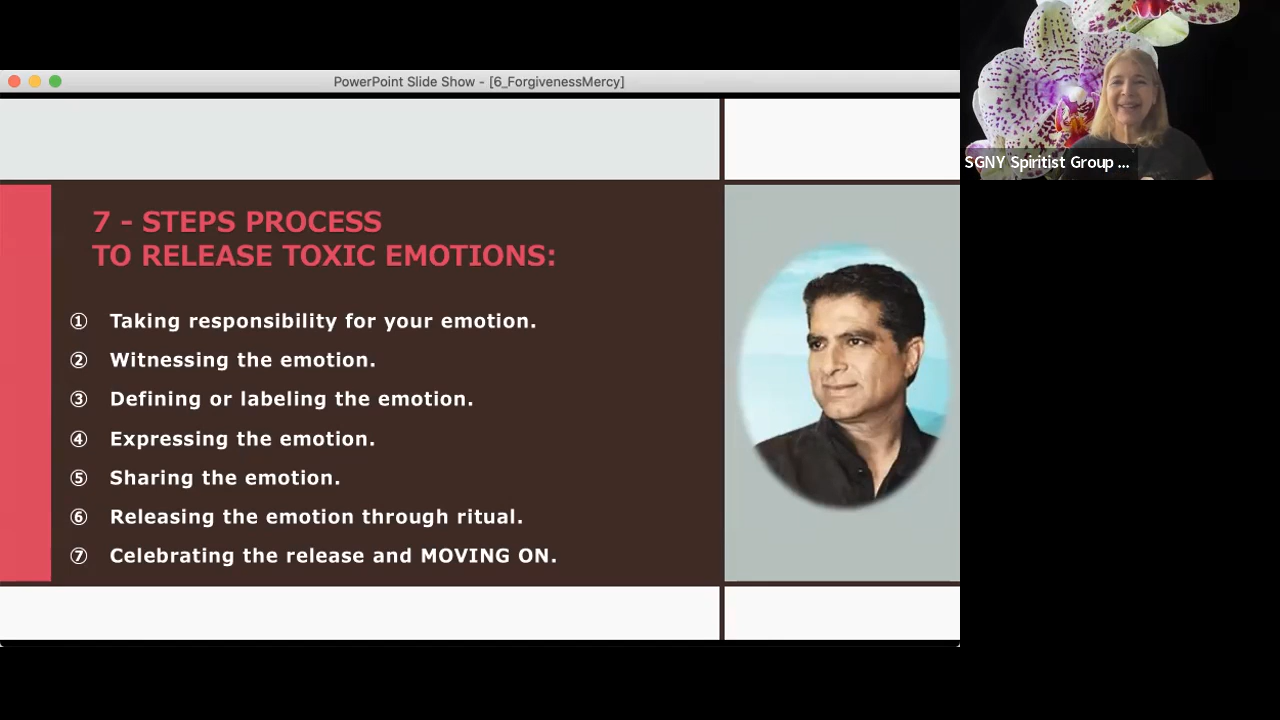 PowerPoint Slide Show - [6_ForgivenessMercy]
SGNY Spiritist Group ...
7 - STEPS PROCESS
TO RELEASE TOXIC EMOTIONS:
① Taking responsibility for your emotion.
② Witnessing the emotion.
③ Defining or labeling the emotion.
④ Expressing the emotion.
⑤ Sharing the emotion.
⑥ Releasing the emotion through ritual.
⑦ Celebrating the release and MOVING ON.